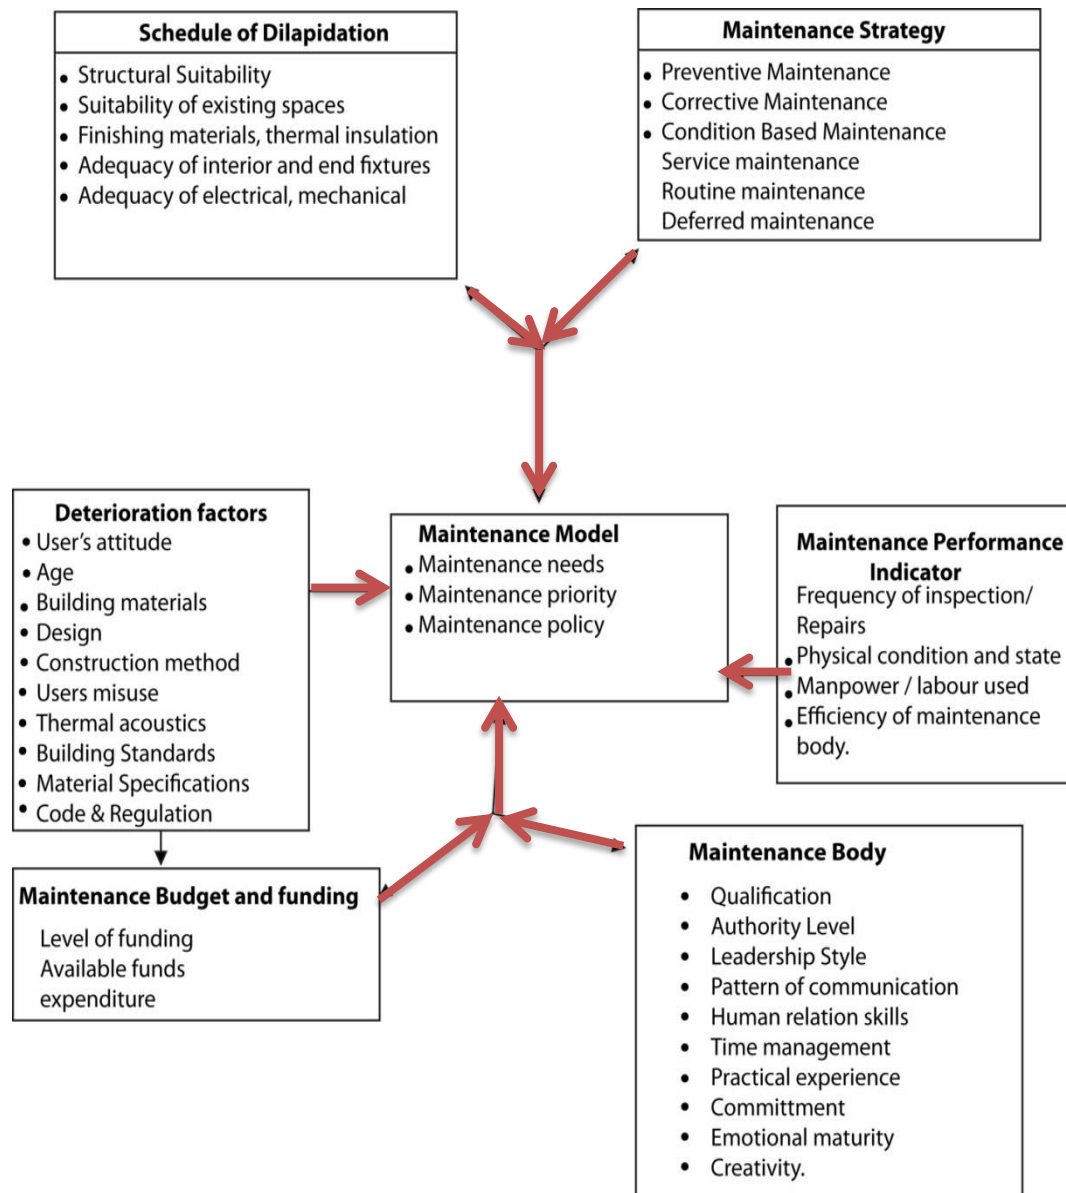 Schedule of Dilapidation
• Structural Suitability
• Suitability of existing spaces
• Finishing materials, thermal insulation
• Adequacy of interior and end fixtures
• Adequacy of electrical, mechanical
Maintenance Strategy
• Preventive Maintenance
• Corrective Maintenance
• Condition Based Maintenance
Service maintenance
Routine maintenance
Deferred maintenance
Deterioration factors
• User's attitude
• Age
• Building materials
• Design
• Construction method
• Users misuse
• Thermal acoustics
• Building Standards
• Material Specifications
• Code & Regulation
Maintenance Model
• Maintenance needs
• Maintenance priority
• Maintenance policy
Maintenance Performance
Indicator
Frequency of inspection/
Repairs
• Physical condition and state
• Manpower / labour used
• Efficiency of maintenance
body.
Maintenance Budget and funding
Level of funding
Available funds
expenditure
Maintenance Body
• Qualification
• Authority Level
• Leadership Style
• Pattern of communication
• Human relation skills
• Time management
• Practical experience
• Committment
• Emotional maturity
• Creativity.